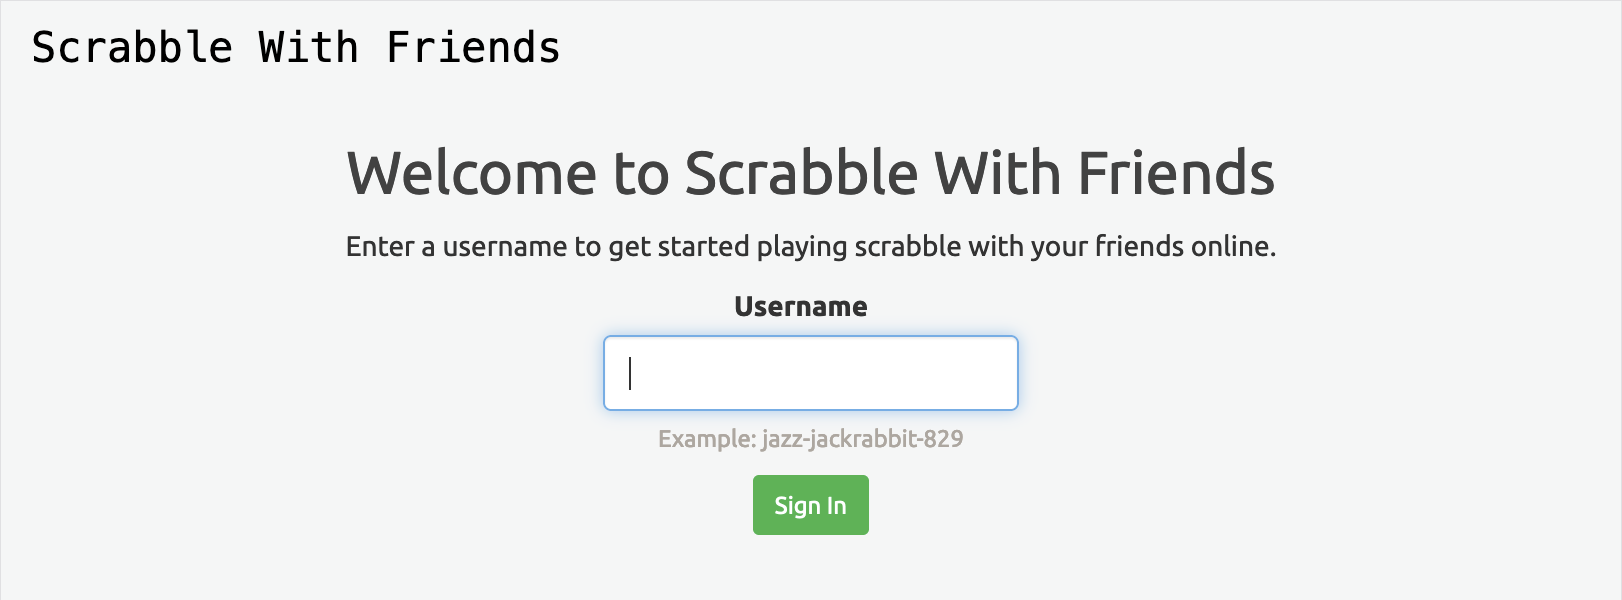 Scrabble With Friends
Welcome to Scrabble With Friends
Enter a username to get started playing scrabble with your friends online.
Username
Example: jazz-jackrabbit-829
Sign In